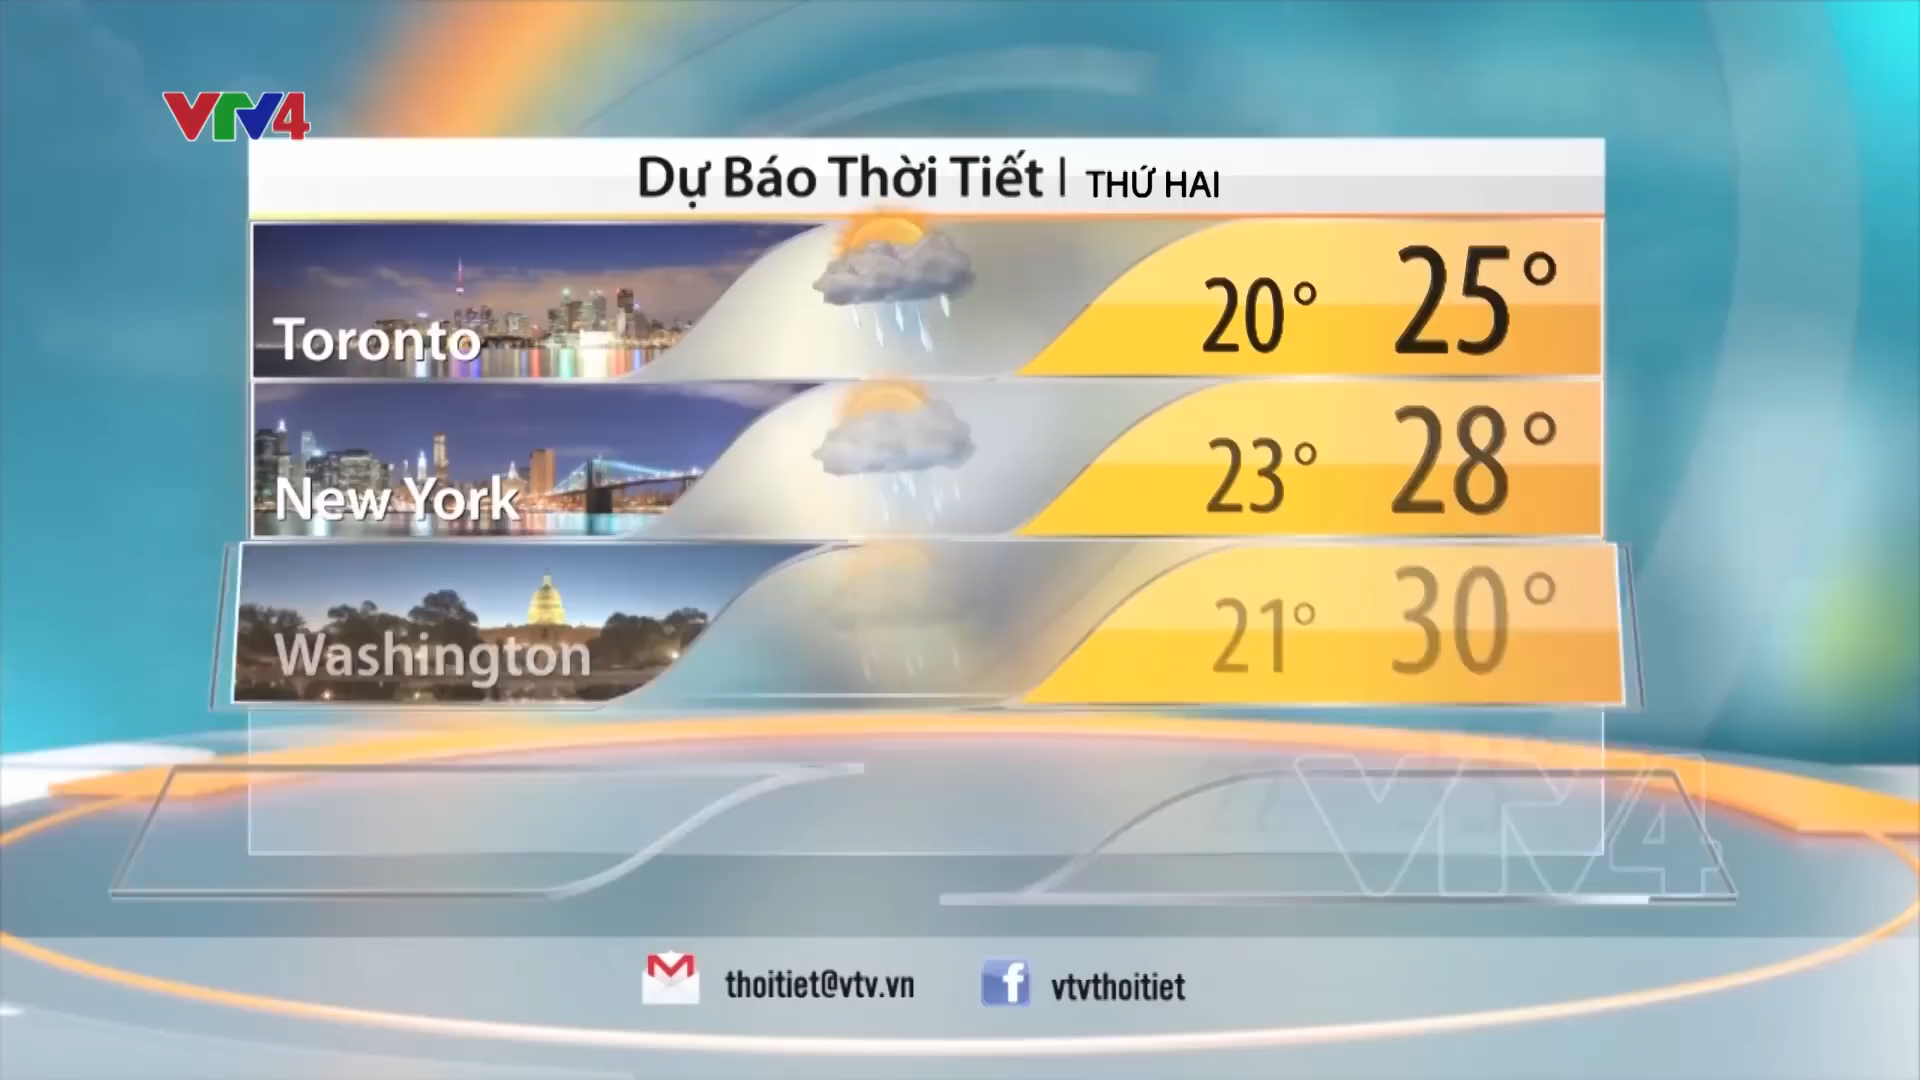 VTV4
Dự Báo Thời Tiết | THỨ HAI
Toronto 20° 25°
New York 23° 28°
Washington 21° 30°
VTV4
thoitiet@vtv.vn vtvthoitiet